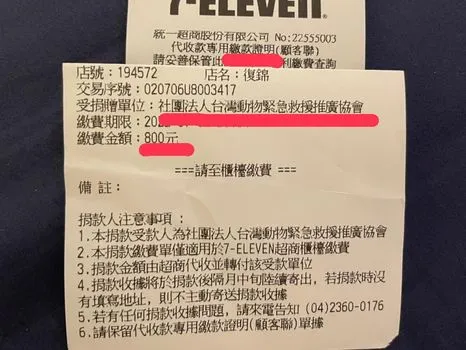 7-ELEVEN®
統一超商股份有限公司 No:22555003
代收款專用繳款證明(顧客聯)
請妥善保管此 利繳費查詢
店號：194572 店名：復錦
交易序號：020706U8003417
受捐贈單位：社團法人台灣動物緊急救援推廣協會
繳費期限：20
繳費金額：800元
===請至櫃檯繳費 ===
備 註：
捐款人注意事項：
1.本捐款受款人為社團法人台灣動物緊急救援推廣協會
2.本捐款繳費單僅適用於7-ELEVEN超商櫃檯繳費
3.捐款金額由超商代收並轉付該受款單位
4.捐款收據將於捐款後隔月中旬陸續寄出，若捐款時沒
有填寫地址，則不主動寄送捐款收據
5.若有任何捐款收據問題，請來電告知 (04)2360-0176
6.請保留代收款專用繳款證明(顧客聯)單據